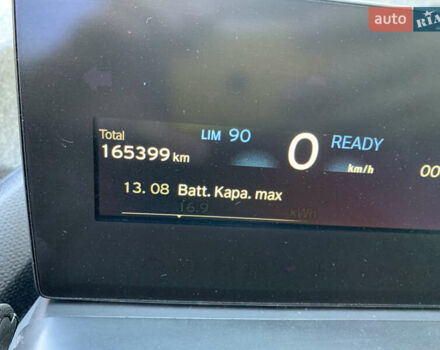 auto RIA
Total
165399 km
LIM 90
0
READY
km/h
00
13. 08 Batt. Kapa. max
16.9 kWh